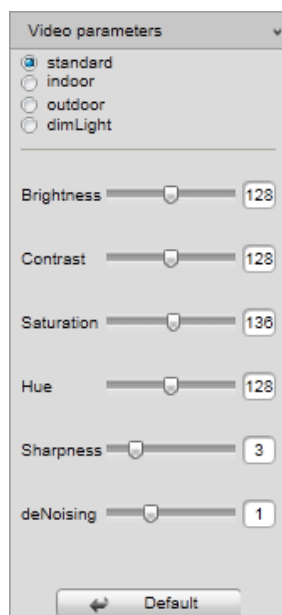 Video parameters
standard
indoor
outdoor
dimLight
Brightness 128
Contrast 128
Saturation 136
Hue 128
Sharpness 3
deNoising 1
Default